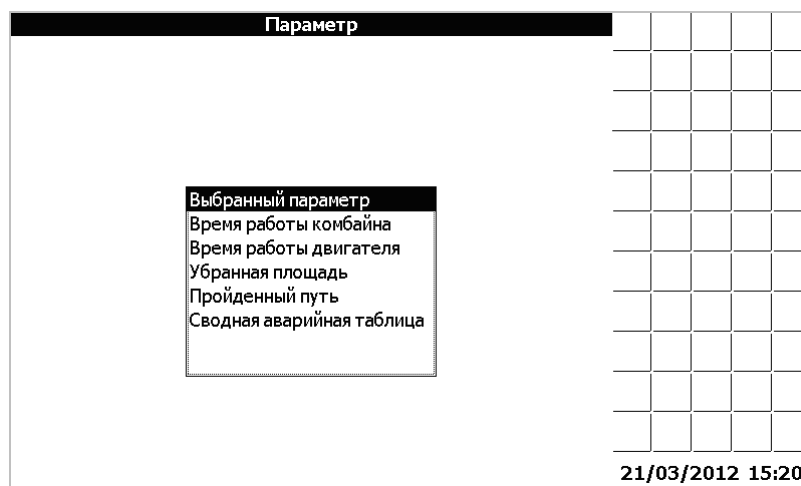 Параметр
Выбранный параметр
Время работы комбайна
Время работы двигателя
Убранная площадь
Пройденный путь
Сводная аварийная таблица
21/03/2012 15:20